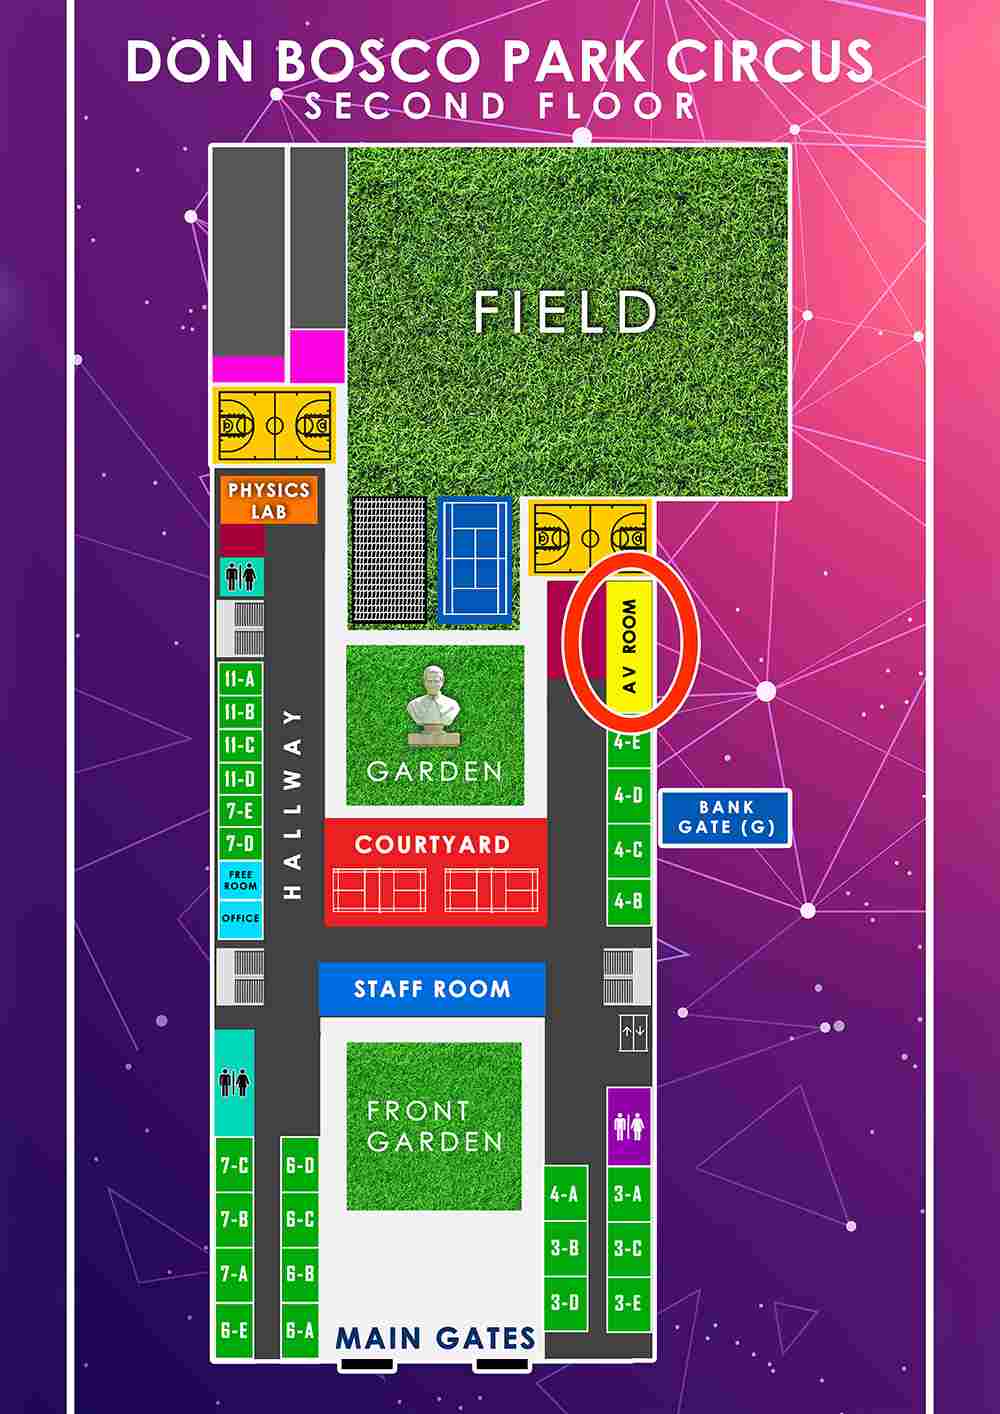 DON BOSCO PARK CIRCUS
SECOND FLOOR
FIELD
PHYSICS
LAB
AV ROOM
11-A
11-B
11-C
11-D
7-E
7-D
FREE
ROOM
OFFICE
HALLWAY
GARDEN
COURTYARD
4-E
4-D
4-C
4-B
BANK
GATE (G)
STAFF ROOM
FRONT
GARDEN
7-C
7-B
7-A
6-E
6-D
6-C
6-B
6-A
4-A
3-B
3-D
3-A
3-C
3-E
MAIN GATES